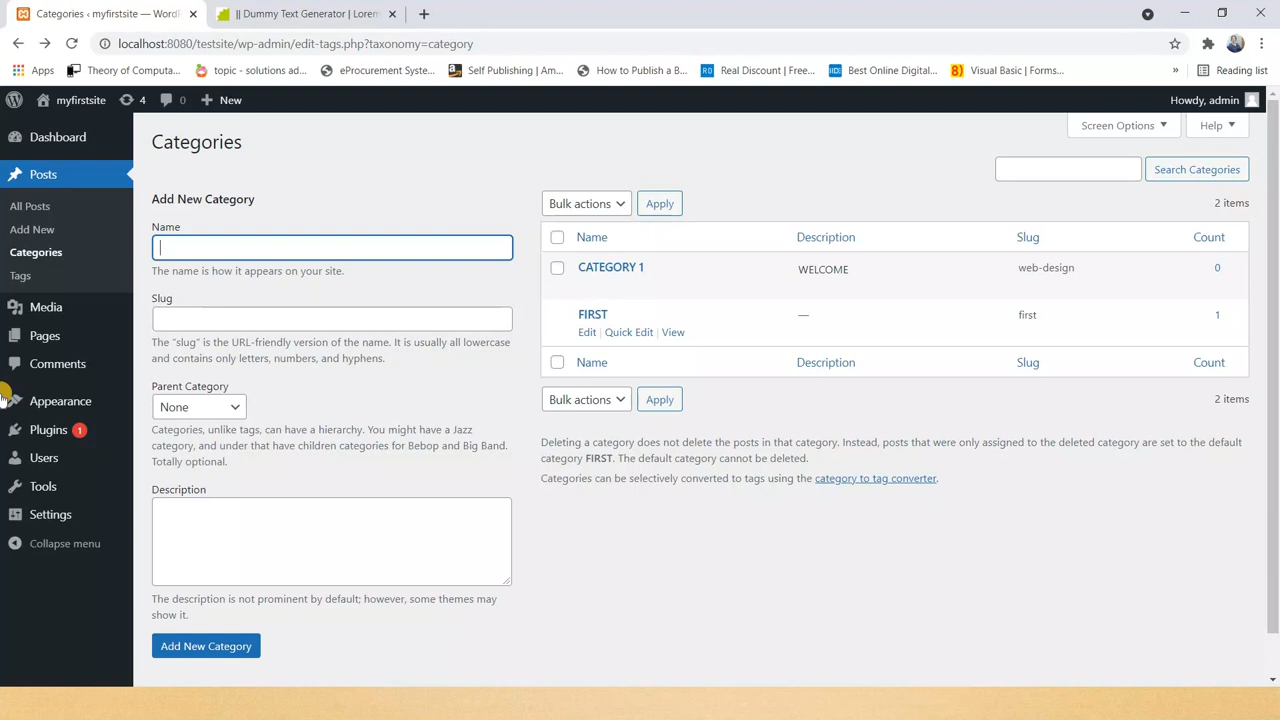 Categories ‹ myfirstsite — WordP
|| Dummy Text Generator | Lorem
localhost:8080/testsite/wp-admin/edit-tags.php?taxonomy=category
Apps
Theory of Computa...
topic - solutions ad...
eProcurement Syste...
Self Publishing | Am...
How to Publish a B...
Real Discount | Free...
Best Online Digital...
Visual Basic | Forms...
»
Reading list
myfirstsite
4
0
New
Howdy, admin
Dashboard
Posts
All Posts
Add New
Categories
Tags
Media
Pages
Comments
Appearance
Plugins 1
Users
Tools
Settings
Collapse menu
Categories
Screen Options
Help
Search Categories
Add New Category
Name
The name is how it appears on your site.
Slug
The “slug” is the URL-friendly version of the name. It is usually all lowercase
and contains only letters, numbers, and hyphens.
Parent Category
None
Categories, unlike tags, can have a hierarchy. You might have a Jazz
category, and under that have children categories for Bebop and Big Band.
Totally optional.
Description
The description is not prominent by default; however, some themes may
show it.
Add New Category
Bulk actions
Apply
2 items
Name Description Slug Count
CATEGORY 1 WELCOME web-design 0
FIRST — first 1
Edit | Quick Edit | View
Name Description Slug Count
Bulk actions
Apply
2 items
Deleting a category does not delete the posts in that category. Instead, posts that were only assigned to the deleted category are set to the default
category FIRST. The default category cannot be deleted.
Categories can be selectively converted to tags using the category to tag converter.